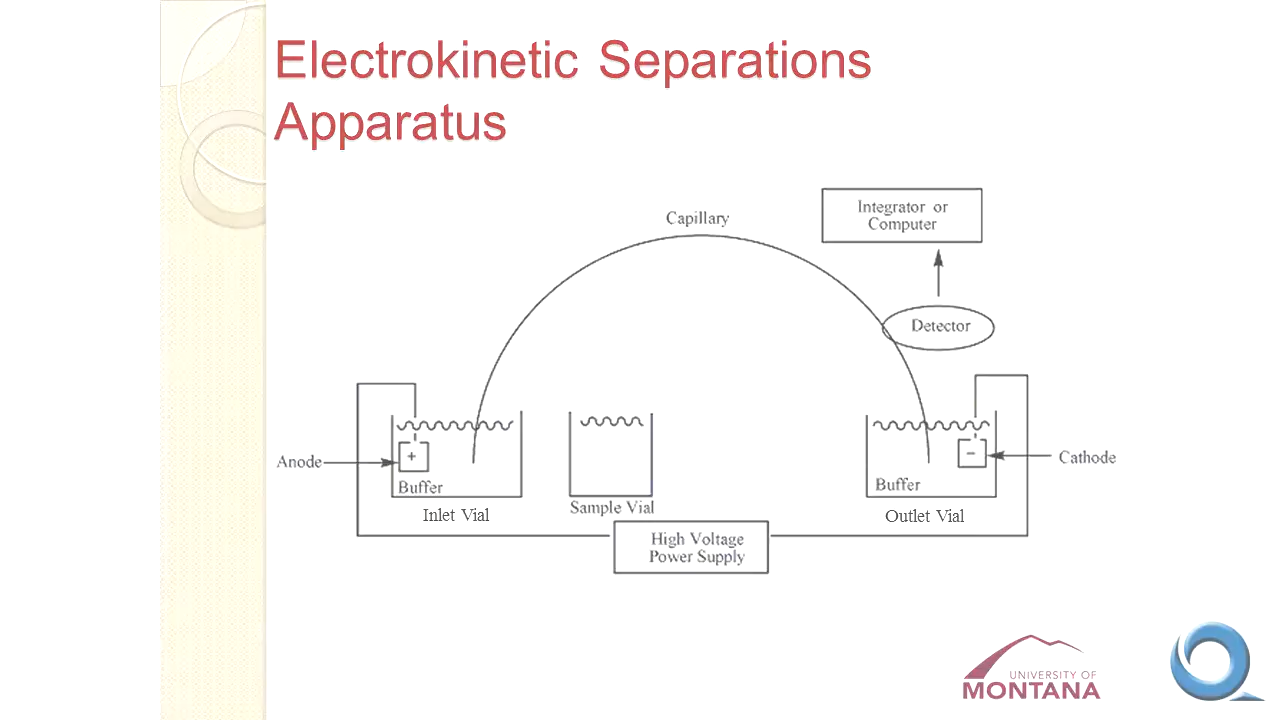 Electrokinetic Separations
Apparatus
Capillary
Integrator or
Computer
Detector
Anode
+
Buffer
Inlet Vial
Sample Vial
High Voltage
Power Supply
−
Buffer
Outlet Vial
Cathode
UNIVERSITY OF
MONTANA